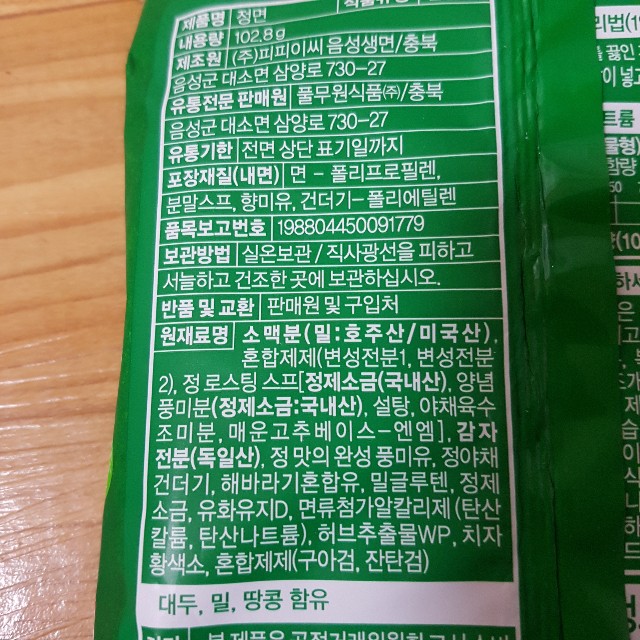 제품명 정면
내용량 102.8g
제조원 (주)피피이씨 음성생면/충북
음성군 대소면 삼양로 730-27
유통전문 판매원 풀무원식품㈜/충북
음성군 대소면 삼양로 730-27
유통기한 전면 상단 표기일까지
포장재질(내면) 면 - 폴리프로필렌,
분말스프, 향미유, 건더기- 폴리에틸렌
품목보고번호 198804450091779
보관방법 실온보관 / 직사광선을 피하고
서늘하고 건조한 곳에 보관하십시오.
반품 및 교환 판매원 및 구입처
원재료명 소맥분(밀:호주산/미국산),
혼합제제(변성전분1, 변성전분
2), 정 로스팅 스프[정제소금(국내산), 양념
풍미분(정제소금:국내산), 설탕, 야채육수
조미분, 매운고추베이스-엔엠], 감자
전분(독일산), 정 맛의 완성 풍미유, 정야채
건더기, 해바라기혼합유, 밀글루텐, 정제
소금, 유화유지D, 면류첨가알칼리제 (탄산
칼륨, 탄산나트륨), 허브추출물WP, 치자
황색소, 혼합제제(구아검, 잔탄검)
대두, 밀, 땅콩 함유